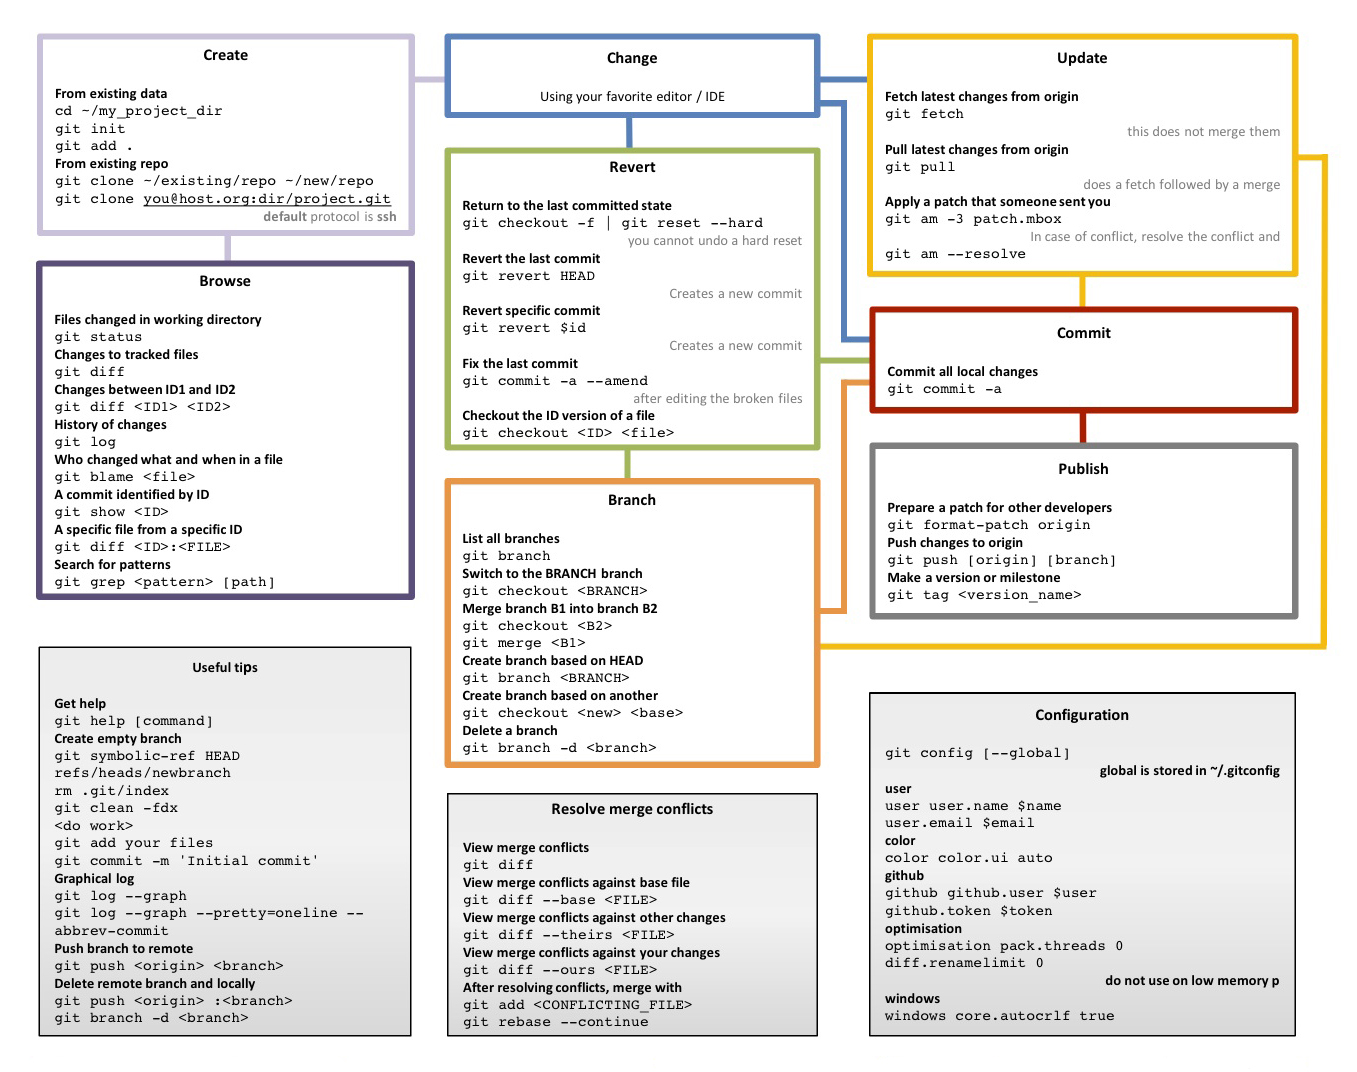 Create
From existing data
cd ~/my_project_dir
git init
git add .
From existing repo
git clone ~/existing/repo ~/new/repo
git clone you@host.org:dir/project.git
default protocol is ssh
Browse
Files changed in working directory
git status
Changes to tracked files
git diff
Changes between ID1 and ID2
git diff <ID1> <ID2>
History of changes
git log
Who changed what and when in a file
git blame <file>
A commit identified by ID
git show <ID>
A specific file from a specific ID
git diff <ID>:<FILE>
Search for patterns
git grep <pattern> [path]
Useful tips
Get help
git help [command]
Create empty branch
git symbolic-ref HEAD
refs/heads/newbranch
rm .git/index
git clean -fdx
<do work>
git add your files
git commit -m 'Initial commit'
Graphical log
git log --graph
git log --graph --pretty=oneline --
abbrev-commit
Push branch to remote
git push <origin> <branch>
Delete remote branch and locally
git push <origin> :<branch>
git branch -d <branch>
Change
Using your favorite editor / IDE
Revert
Return to the last committed state
git checkout -f | git reset --hard
you cannot undo a hard reset
Revert the last commit
git revert HEAD
Creates a new commit
Revert specific commit
git revert $id
Creates a new commit
Fix the last commit
git commit -a --amend
after editing the broken files
Checkout the ID version of a file
git checkout <ID> <file>
Branch
List all branches
git branch
Switch to the BRANCH branch
git checkout <BRANCH>
Merge branch B1 into branch B2
git checkout <B2>
git merge <B1>
Create branch based on HEAD
git branch <BRANCH>
Create branch based on another
git checkout <new> <base>
Delete a branch
git branch -d <branch>
Resolve merge conflicts
View merge conflicts
git diff
View merge conflicts against base file
git diff --base <FILE>
View merge conflicts against other changes
git diff --theirs <FILE>
View merge conflicts against your changes
git diff --ours <FILE>
After resolving conflicts, merge with
git add <CONFLICTING_FILE>
git rebase --continue
Update
Fetch latest changes from origin
git fetch
this does not merge them
Pull latest changes from origin
git pull
does a fetch followed by a merge
Apply a patch that someone sent you
git am -3 patch.mbox
In case of conflict, resolve the conflict and
git am --resolve
Commit
Commit all local changes
git commit -a
Publish
Prepare a patch for other developers
git format-patch origin
Push changes to origin
git push [origin] [branch]
Make a version or milestone
git tag <version_name>
Configuration
git config [--global]
global is stored in ~/.gitconfig
user
user user.name $name
user.email $email
color
color color.ui auto
github
github github.user $user
github.token $token
optimisation
optimisation pack.threads 0
diff.renamelimit 0
do not use on low memory p
windows
windows core.autocrlf true